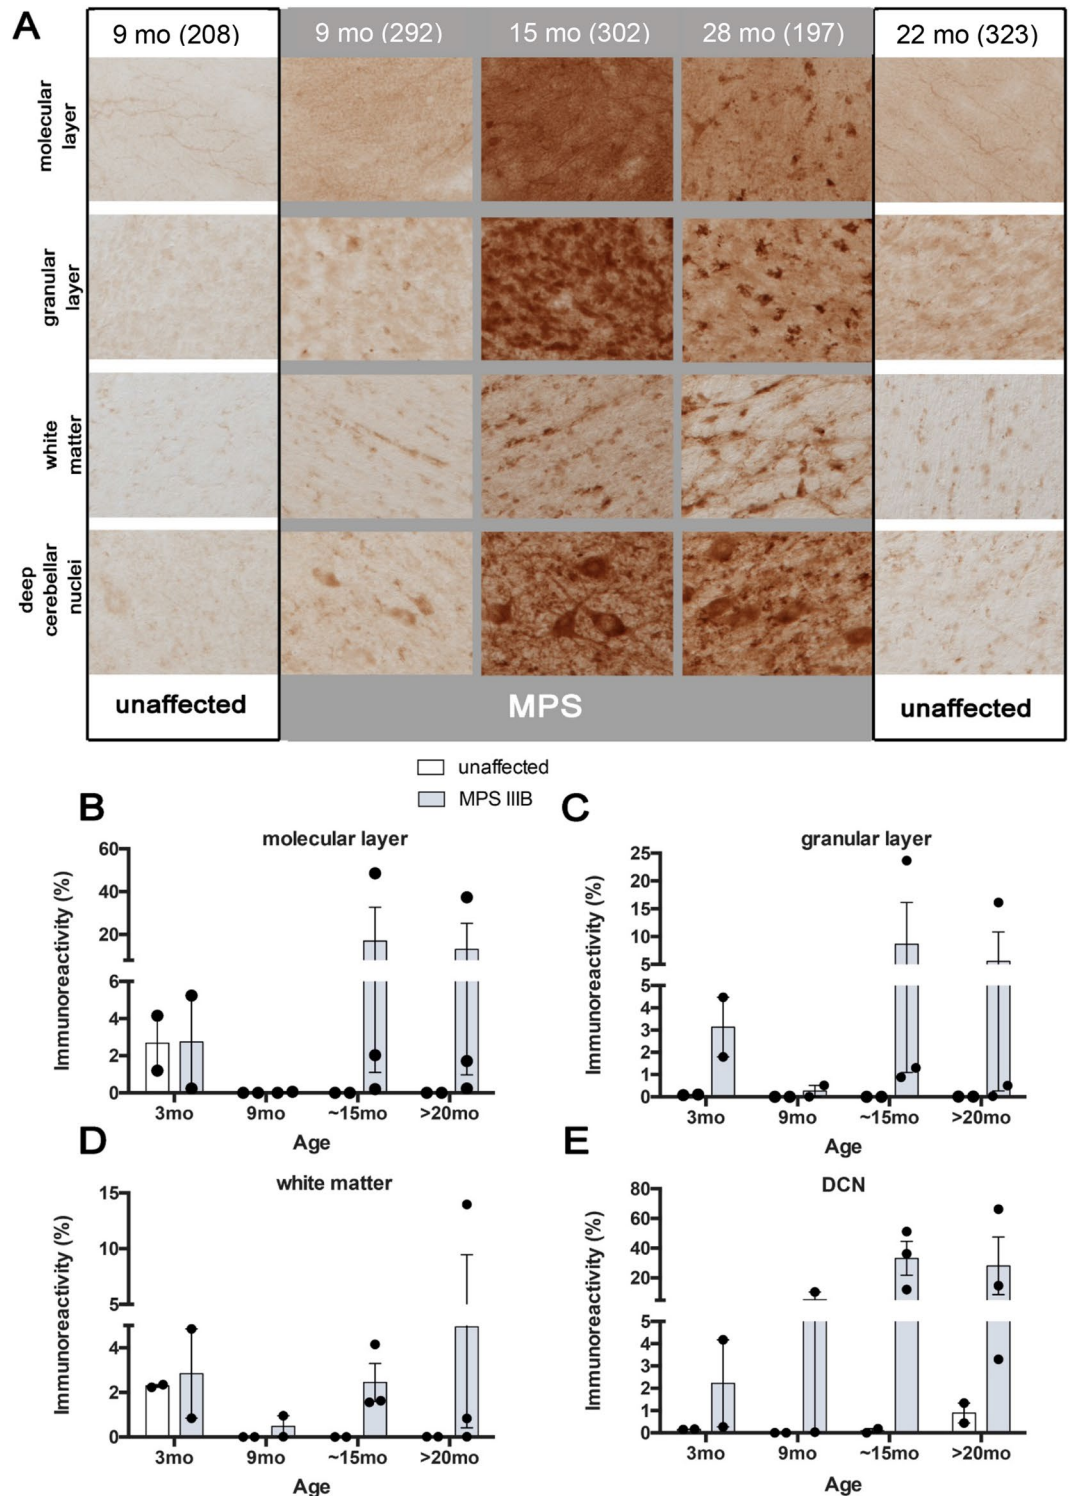 A
9 mo (208)
9 mo (292)
15 mo (302)
28 mo (197)
22 mo (323)
molecular
layer
granular
layer
white
matter
deep
cerebellar
nuclei
unaffected
MPS
unaffected
unaffected
MPS IIIB
B
molecular layer
Immunoreactivity (%)
60
40
20
6
4
2
0
3mo
9mo
~15mo
>20mo
Age
C
granular layer
Immunoreactivity (%)
25
20
15
10
5
5
4
3
2
1
0
3mo
9mo
~15mo
>20mo
Age
D
white matter
Immunoreactivity (%)
15
10
5
4
2
0
3mo
9mo
~15mo
>20mo
Age
E
DCN
Immunoreactivity (%)
80
60
40
20
5
4
3
2
1
0
3mo
9mo
~15mo
>20mo
Age